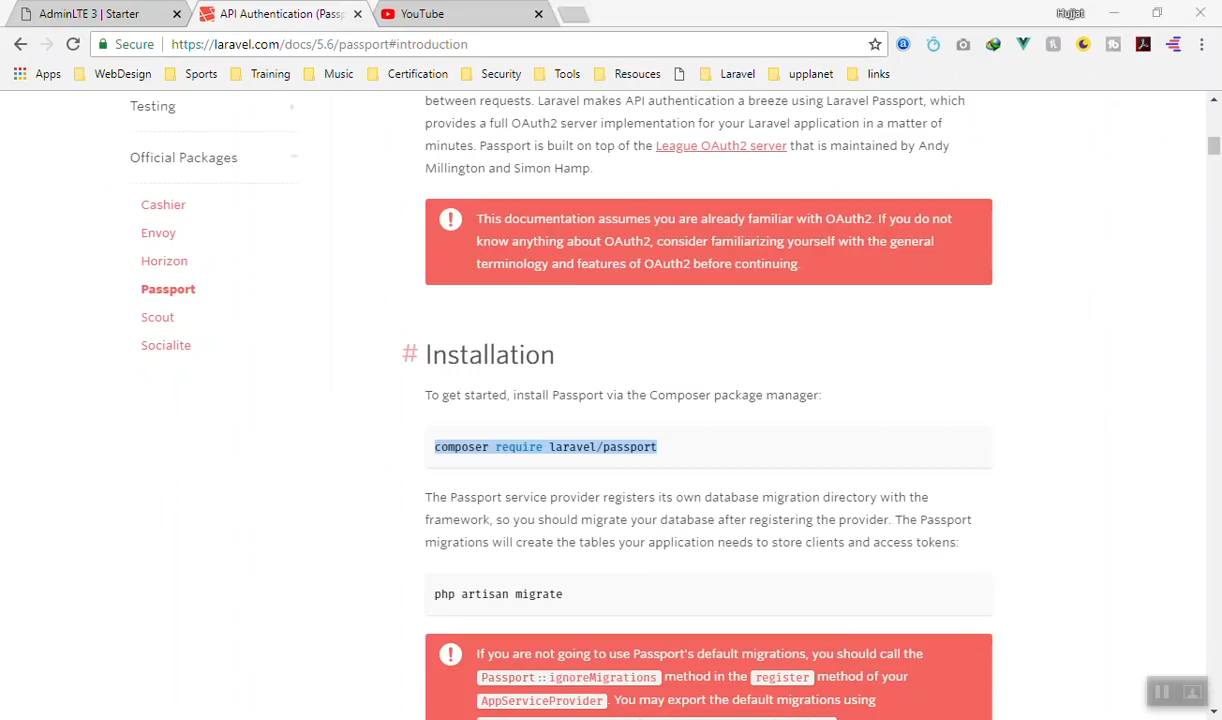 AdminLTE 3 | Starter
API Authentication (Passp
YouTube
Hujjat
Secure
https://laravel.com/docs/5.6/passport#introduction
Apps
WebDesign
Sports
Training
Music
Certification
Security
Tools
Resouces
Laravel
upplanet
links
Testing
Official Packages
Cashier
Envoy
Horizon
Passport
Scout
Socialite
between requests. Laravel makes API authentication a breeze using Laravel Passport, which
provides a full OAuth2 server implementation for your Laravel application in a matter of
minutes. Passport is built on top of the League OAuth2 server that is maintained by Andy
Millington and Simon Hamp.
This documentation assumes you are already familiar with OAuth2. If you do not
know anything about OAuth2, consider familiarizing yourself with the general
terminology and features of OAuth2 before continuing.
# Installation
To get started, install Passport via the Composer package manager:
composer require laravel/passport
The Passport service provider registers its own database migration directory with the
framework, so you should migrate your database after registering the provider. The Passport
migrations will create the tables your application needs to store clients and access tokens:
php artisan migrate
If you are not going to use Passport's default migrations, you should call the
Passport::ignoreMigrations method in the register method of your
AppServiceProvider. You may export the default migrations using